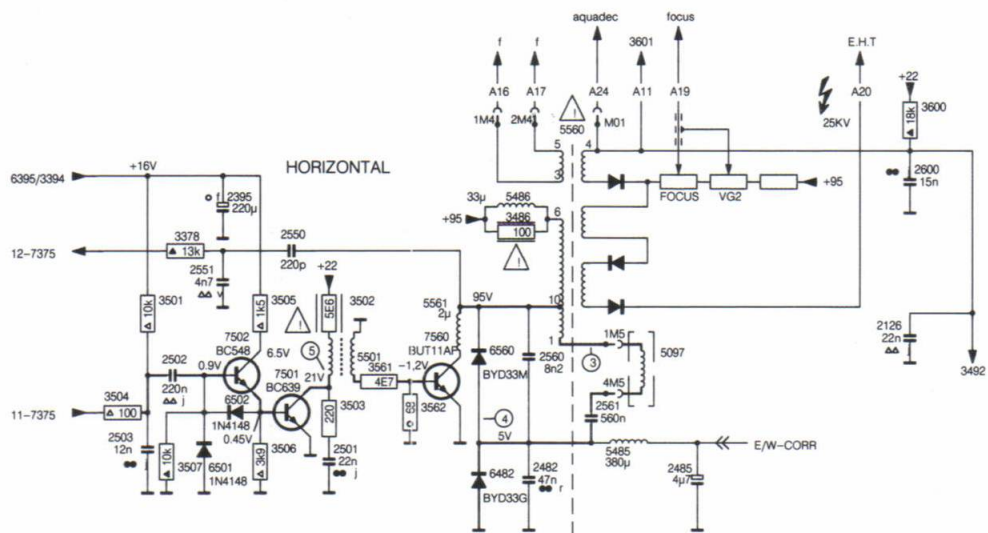 aquadec focus
f f 3601 E.H.T
A16 A17 A24 A11 A19 A20 +22
1M4 2M4 5560 M01 25KV 18k 3600
HORIZONTAL
+16V 5 4
6395/3394 3 2600
2395 33µ 5486 15n
220µ +95 3486 6 FOCUS VG2 +95
3378 2550 100
12-7375 13k 220p
2551 +22
4n7 v
3501 3505 5E6 3502 5561 95V 10
10k 1k5 2µ 2126
7502 7560 1 1M5 22n
2502 BC548 6.5V 5 5501 BUT11AF 6560 2560 3 5097
0.9V 7501 3561 -1,2V 8n2
220n j BC639 21V 4E7 BYD33M 4M5 3492
3504 6502 3503 68 3562 2561
11-7375 100 1N4148 220 4 560n
2503 0.45V 5V
12n j 3507 6501 3506 2501 5485 E/W-CORR
10k 1N4148 3k9 22n j 6482 2482 380µ 2485
BYD33G 47n r 4µ7